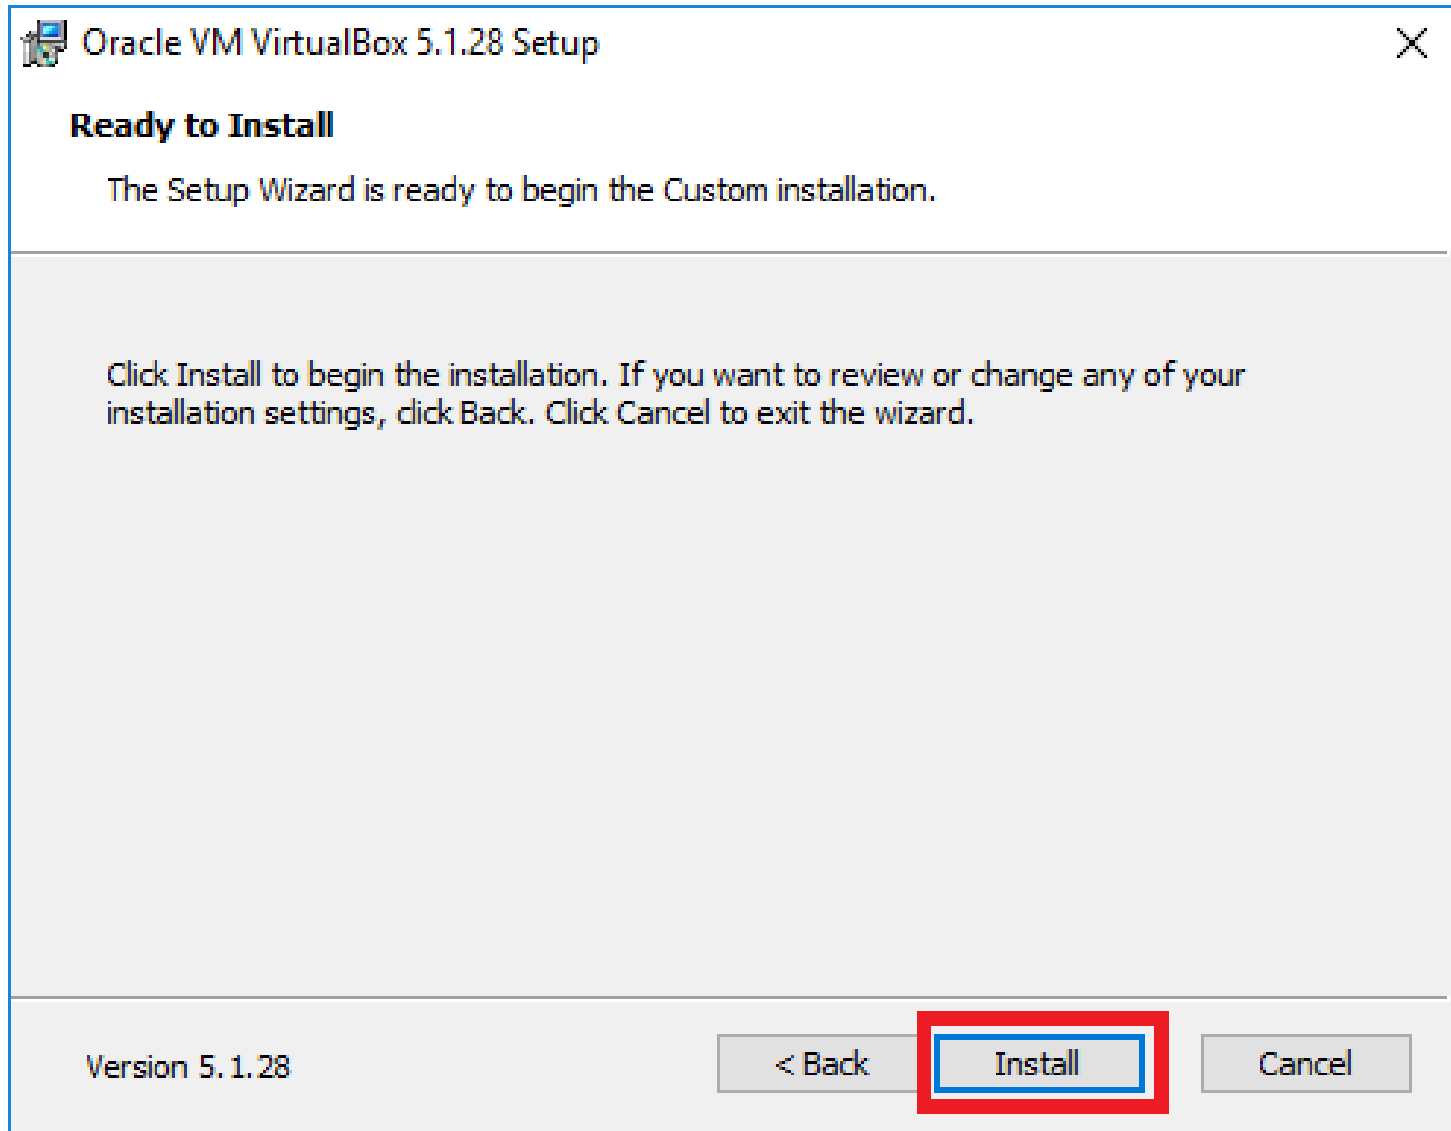 Oracle VM VirtualBox 5.1.28 Setup
Ready to Install
The Setup Wizard is ready to begin the Custom installation.
Click Install to begin the installation. If you want to review or change any of your
installation settings, click Back. Click Cancel to exit the wizard.
Version 5.1.28
< Back
Install
Cancel